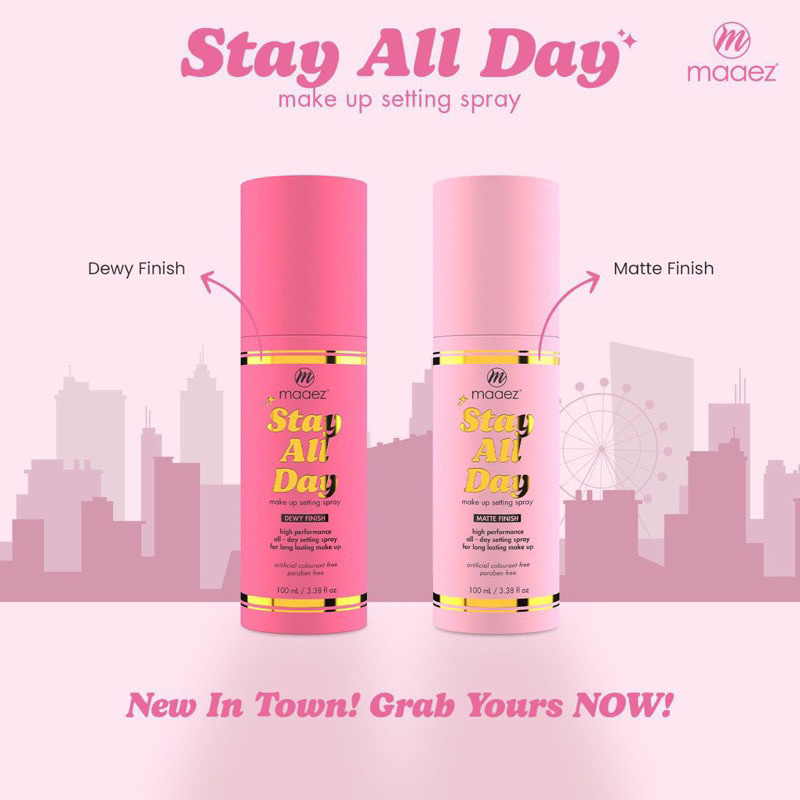 Stay All Day
make up setting spray
m
maaez®
Dewy Finish
Matte Finish
m
maaez®
Stay
All
Day
make up setting spray
DEWY FINISH
high performance
all - day setting spray
for long lasting make up
artificial colourant free
paraben free
100 mL / 3.38 fl oz
m
maaez®
Stay
All
Day
make up setting spray
MATTE FINISH
high performance
all - day setting spray
for long lasting make up
artificial colourant free
paraben free
100 mL / 3.38 fl oz
New In Town! Grab Yours NOW!